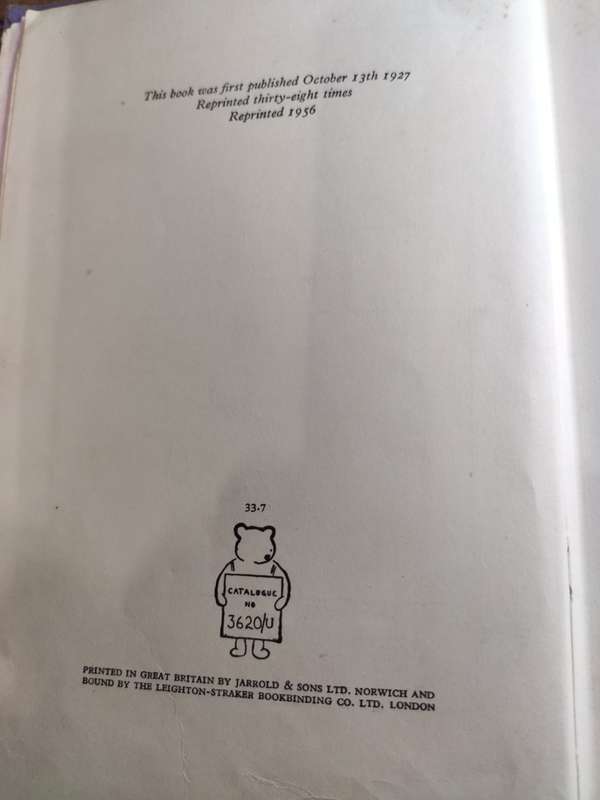 This book was first published October 13th 1927
Reprinted thirty-eight times
Reprinted 1956
33.7
CATALOGUE
NO
3620/U
PRINTED IN GREAT BRITAIN BY JARROLD & SONS LTD. NORWICH AND
BOUND BY THE LEIGHTON-STRAKER BOOKBINDING CO. LTD. LONDON